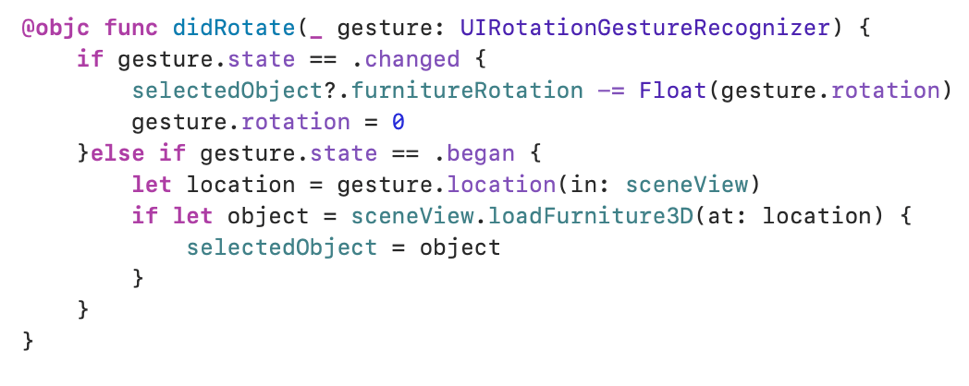 @objc func didRotate(_ gesture: UIRotationGestureRecognizer) {
    if gesture.state == .changed {
        selectedObject?.furnitureRotation -= Float(gesture.rotation)
        gesture.rotation = 0
    }else if gesture.state == .began {
        let location = gesture.location(in: sceneView)
        if let object = sceneView.loadFurniture3D(at: location) {
            selectedObject = object
        }
    }
}